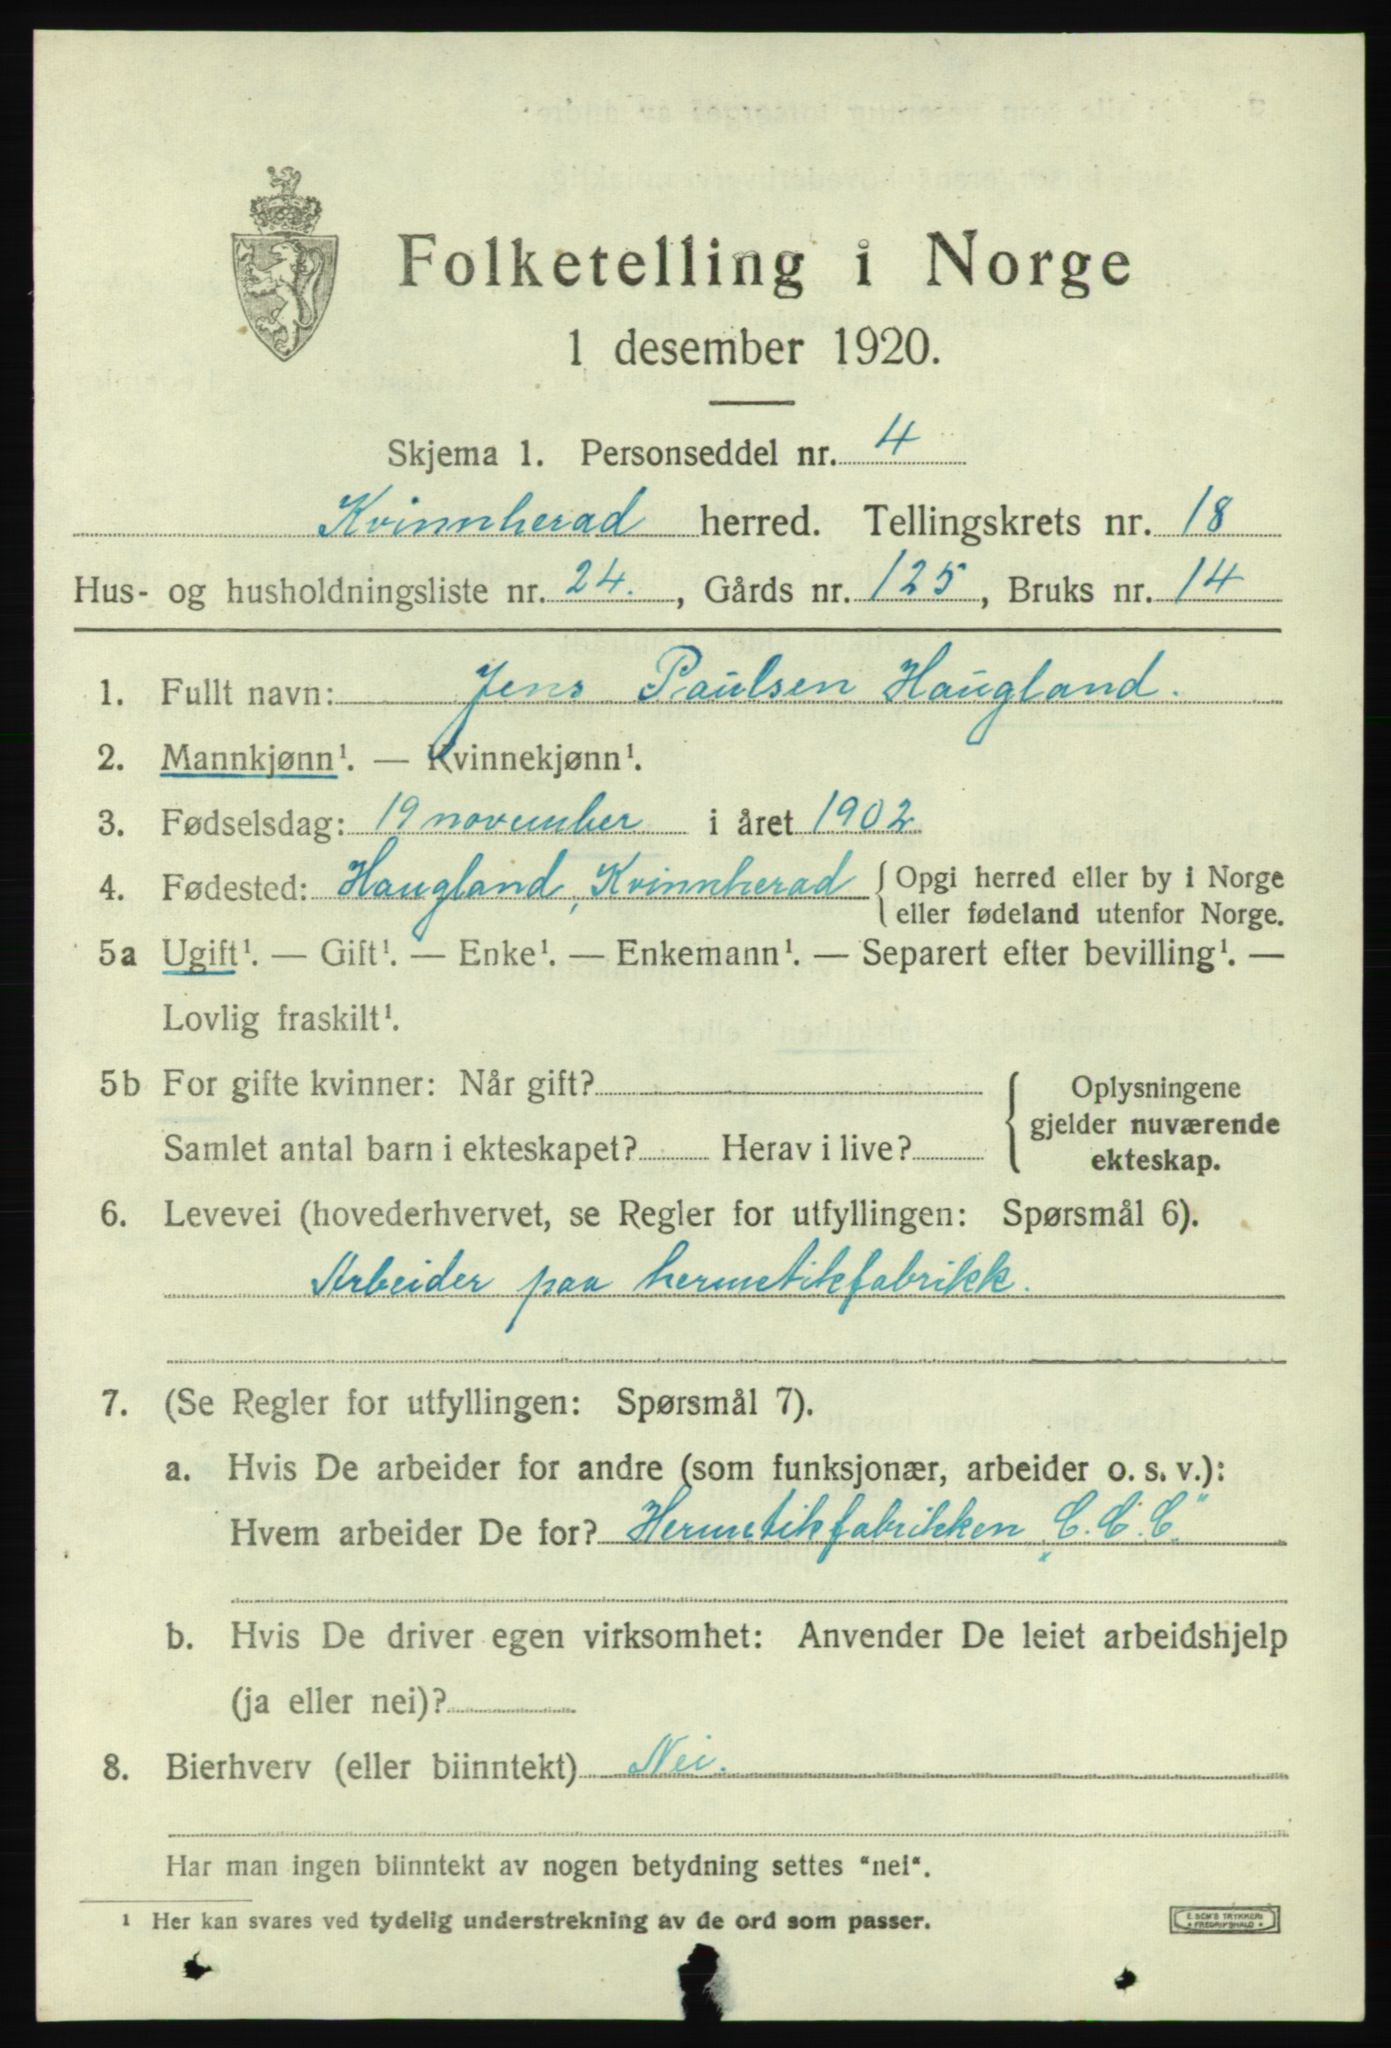 Folketelling i Norge
1 desember 1920.
Skjema 1. Personseddel nr. 4
Kvinnherad herred. Tellingskrets nr. 18
Hus- og husholdningsliste nr. 24. , Gårds nr. 125 , Bruks nr. 14
1. Fullt navn: Jens Paulsen Haugland.
2. Mannkjønn¹. — Kvinnekjønn¹.
3. Fødselsdag: 19 november i året 1902
4. Fødested: Haugland, Kvinnherad { Opgi herred eller by i Norge
eller fødeland utenfor Norge.
5a Ugift¹. — Gift¹. — Enke¹. — Enkemann¹. — Separert efter bevilling¹. —
Lovlig fraskilt¹.
5b For gifte kvinner: Når gift?
Samlet antal barn i ekteskapet? Herav i live?
Oplysningene
gjelder nuværende
ekteskap.
6. Levevei (hovederhvervet, se Regler for utfyllingen: Spørsmål 6).
Arbeider paa hermetikfabrikk.
7. (Se Regler for utfyllingen: Spørsmål 7).
a. Hvis De arbeider for andre (som funksjonær, arbeider o. s. v.):
Hvem arbeider De for? Hermetikfabrikken „C.C.C"
b. Hvis De driver egen virksomhet: Anvender De leiet arbeidshjelp
(ja eller nei)?
8. Bierhverv (eller biinntekt) Nei.
Har man ingen biinntekt av nogen betydning settes "nei".
¹ Her kan svares ved tydelig understrekning av de ord som passer.
E. SEM'S TRYKKERI
* FREDRIKSHALD *